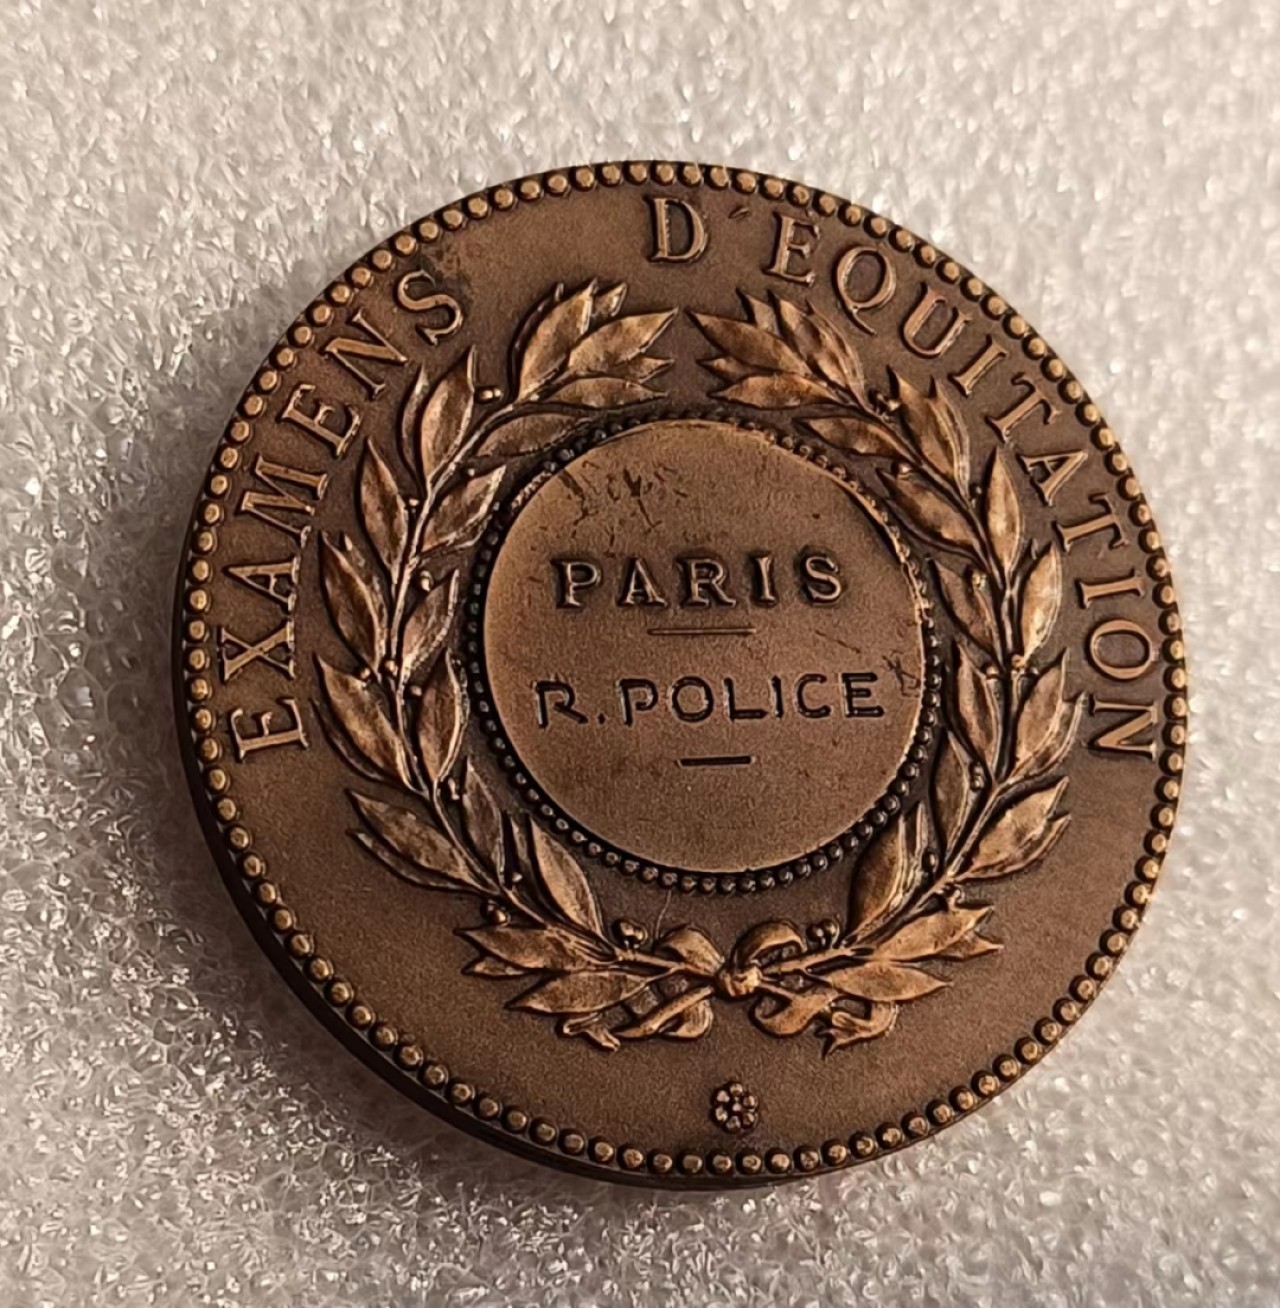 EXAMENS D'EQUITATION
PARIS
R. POLICE